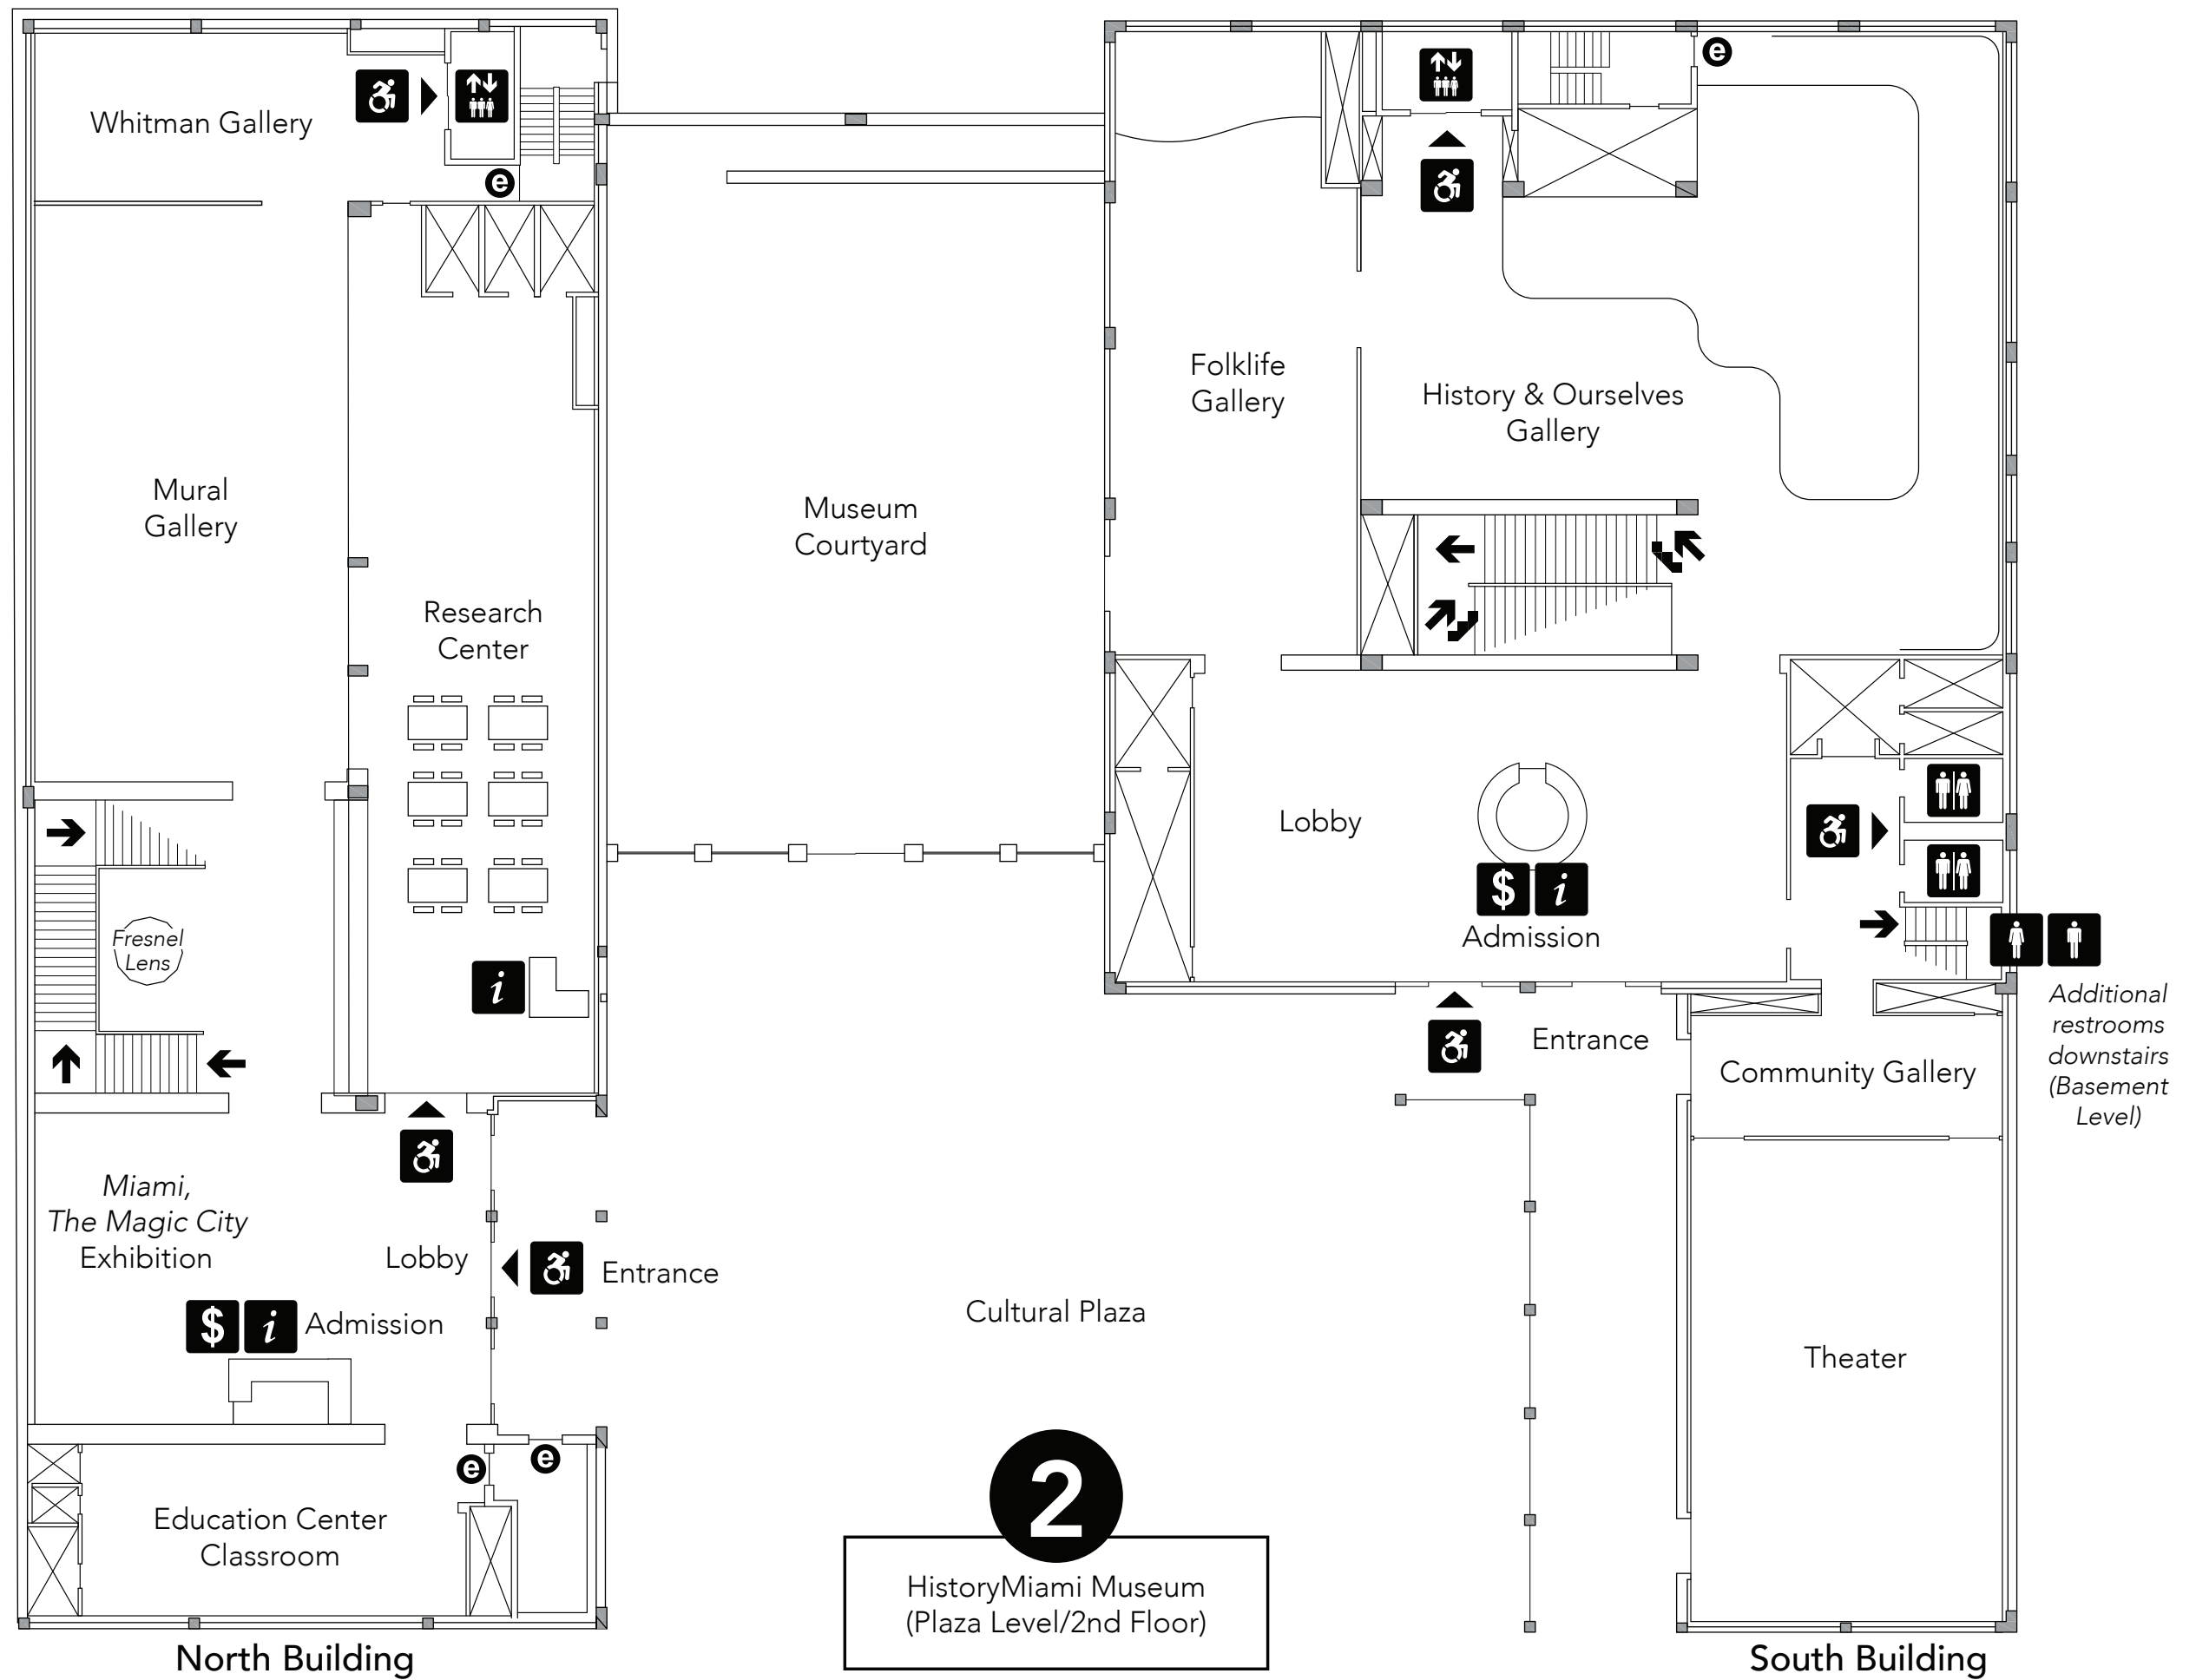 Whitman Gallery
e
e
Mural
Gallery
Research
Center
Museum
Courtyard
Folklife
Gallery
History & Ourselves
Gallery
Fresnel
Lens
i
Lobby
$ i
Admission
Entrance
Additional
restrooms
downstairs
(Basement
Level)
Community Gallery
Miami,
The Magic City
Exhibition
Lobby
Entrance
$ i Admission
Cultural Plaza
Theater
e
e
Education Center
Classroom
2
HistoryMiami Museum
(Plaza Level/2nd Floor)
North Building
South Building